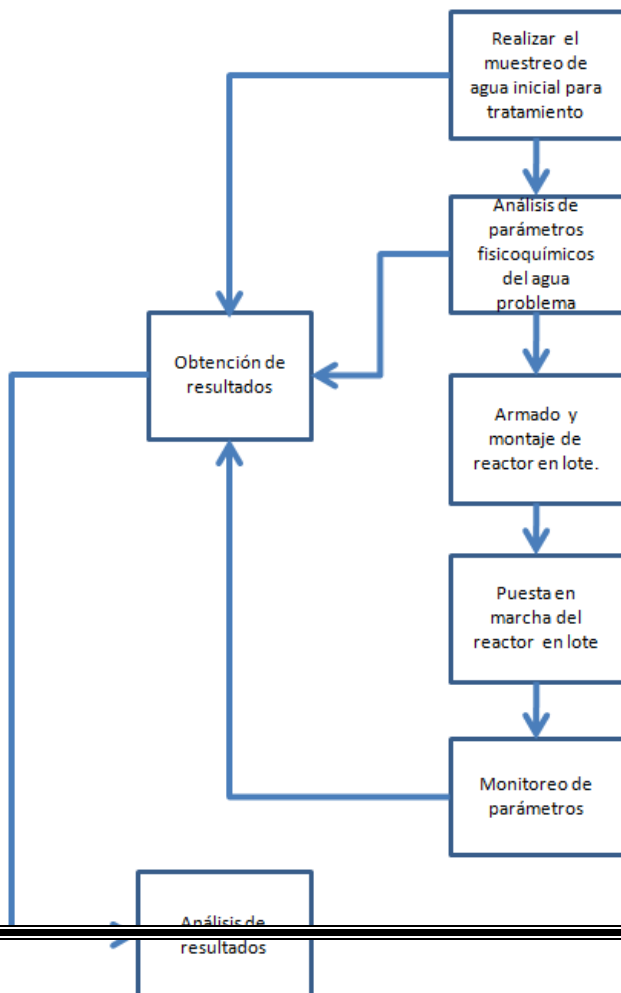 Realizar el
muestreo de
agua inicial para
tratamiento
Análisis de
parámetros
fisicoquímicos
del agua
problema
Obtención de
resultados
Armado y
montaje de
reactor en lote.
Puesta en
marcha del
reactor en lote
Monitoreo de
parámetros
Análisis de
resultados